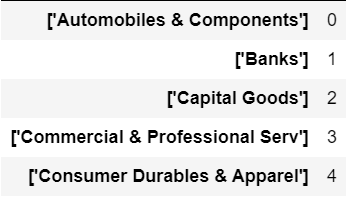 ['Automobiles & Components'] 0
['Banks'] 1
['Capital Goods'] 2
['Commercial & Professional Serv'] 3
['Consumer Durables & Apparel'] 4